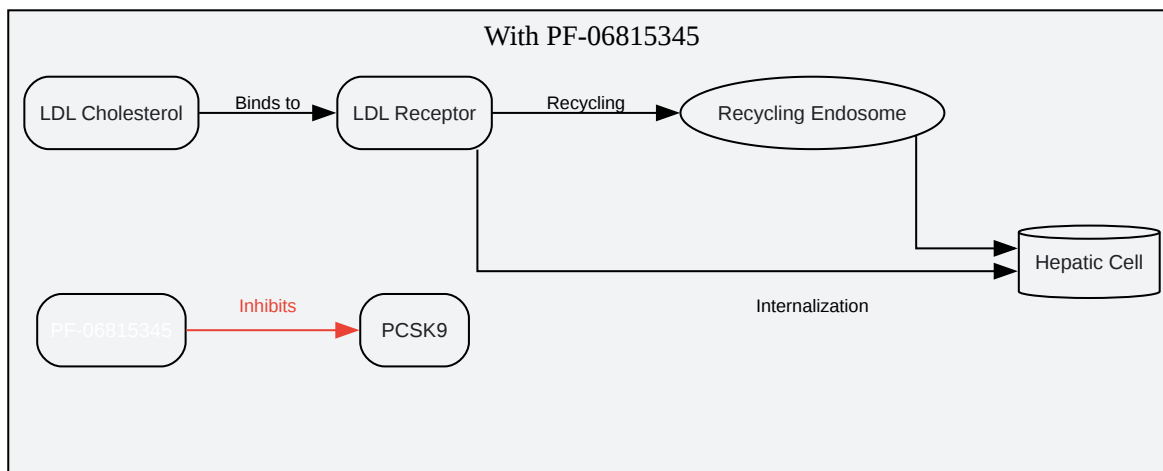 With PF-06815345
LDL Cholesterol
Binds to
LDL Receptor
Recycling
Recycling Endosome
Hepatic Cell
Internalization
PF-06815345
Inhibits
PCSK9